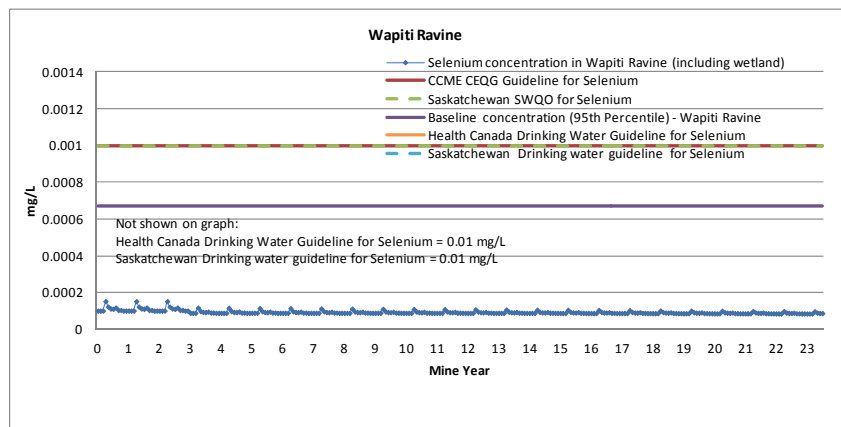 Wapiti Ravine
Selenium concentration in Wapiti Ravine (including wetland)
CCME CEQG Guideline for Selenium
Saskatchewan SWQO for Selenium
Baseline concentration (95th Percentile) - Wapiti Ravine
Health Canada Drinking Water Guideline for Selenium
Saskatchewan Drinking water guideline for Selenium
0.0014
0.0012
0.001
0.0008
0.0006
0.0004
0.0002
0
mg/L
Not shown on graph:
Health Canada Drinking Water Guideline for Selenium = 0.01 mg/L
Saskatchewan Drinking water guideline for Selenium = 0.01 mg/L
0 1 2 3 4 5 6 7 8 9 10 11 12 13 14 15 16 17 18 19 20 21 22 23
Mine Year